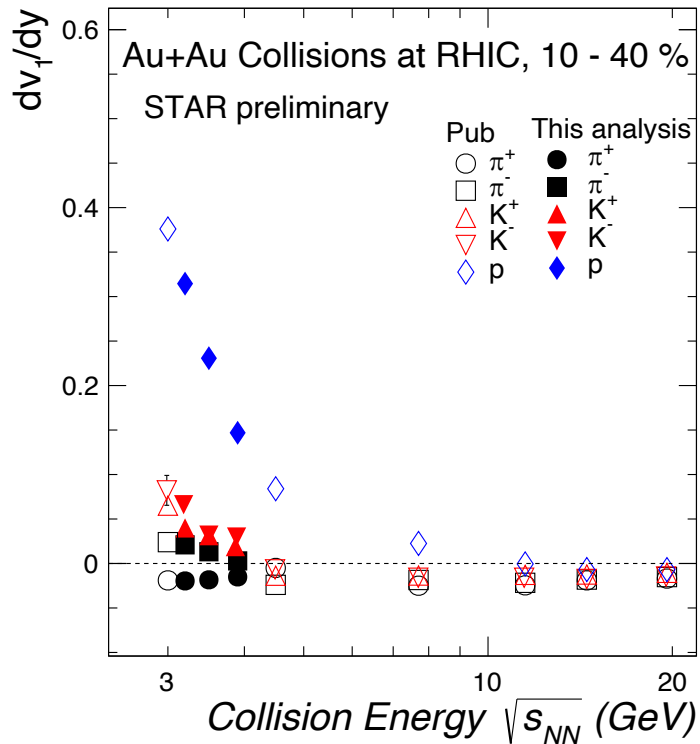 0.6
Au+Au Collisions at RHIC, 10 - 40 %
dv₁/dy
STAR preliminary
Pub This analysis
π⁺ π⁺
π⁻ π⁻
K⁺ K⁺
K⁻ K⁻
p p
0.4
0.2
0
3 10 20
Collision Energy √s_NN (GeV)